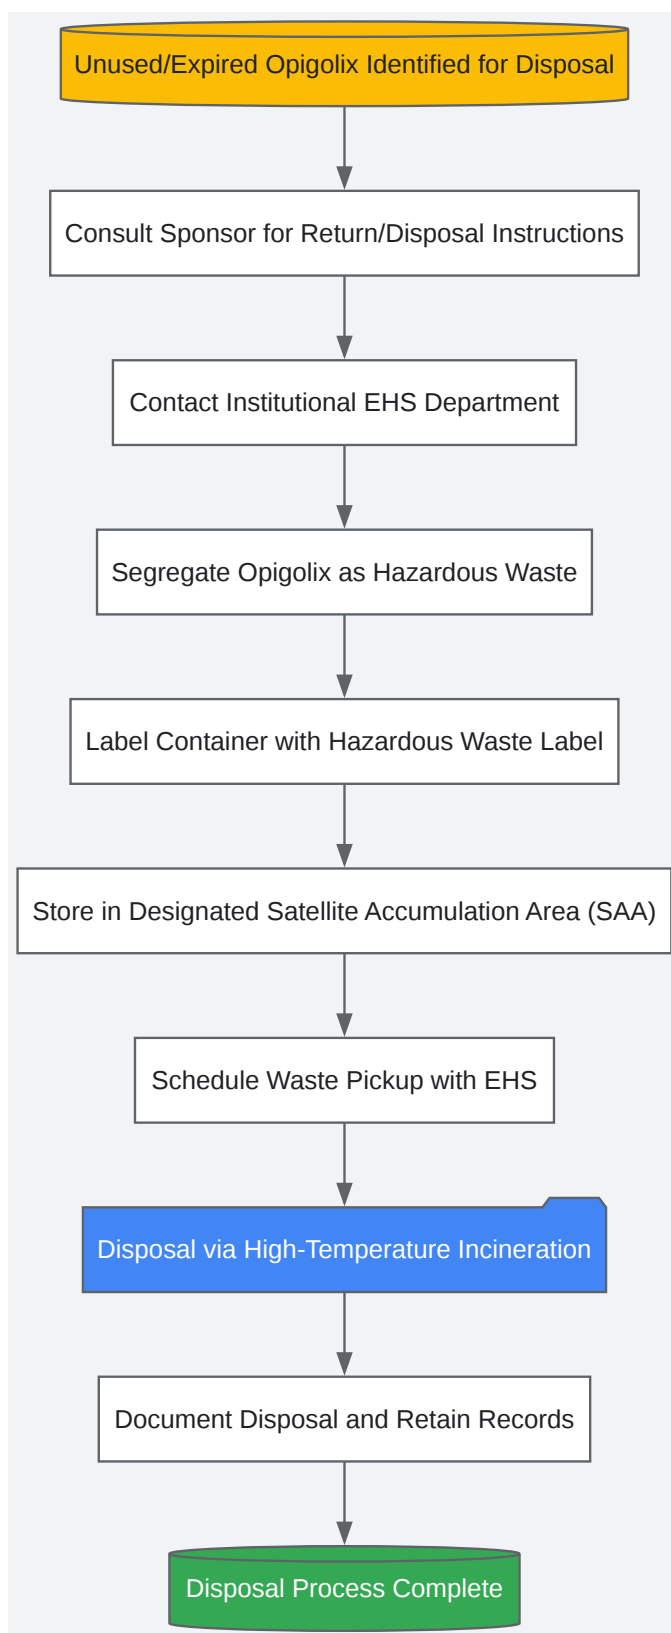 Unused/Expired Opigolix Identified for Disposal
Consult Sponsor for Return/Disposal Instructions
Contact Institutional EHS Department
Segregate Opigolix as Hazardous Waste
Label Container with Hazardous Waste Label
Store in Designated Satellite Accumulation Area (SAA)
Schedule Waste Pickup with EHS
Disposal via High-Temperature Incineration
Document Disposal and Retain Records
Disposal Process Complete